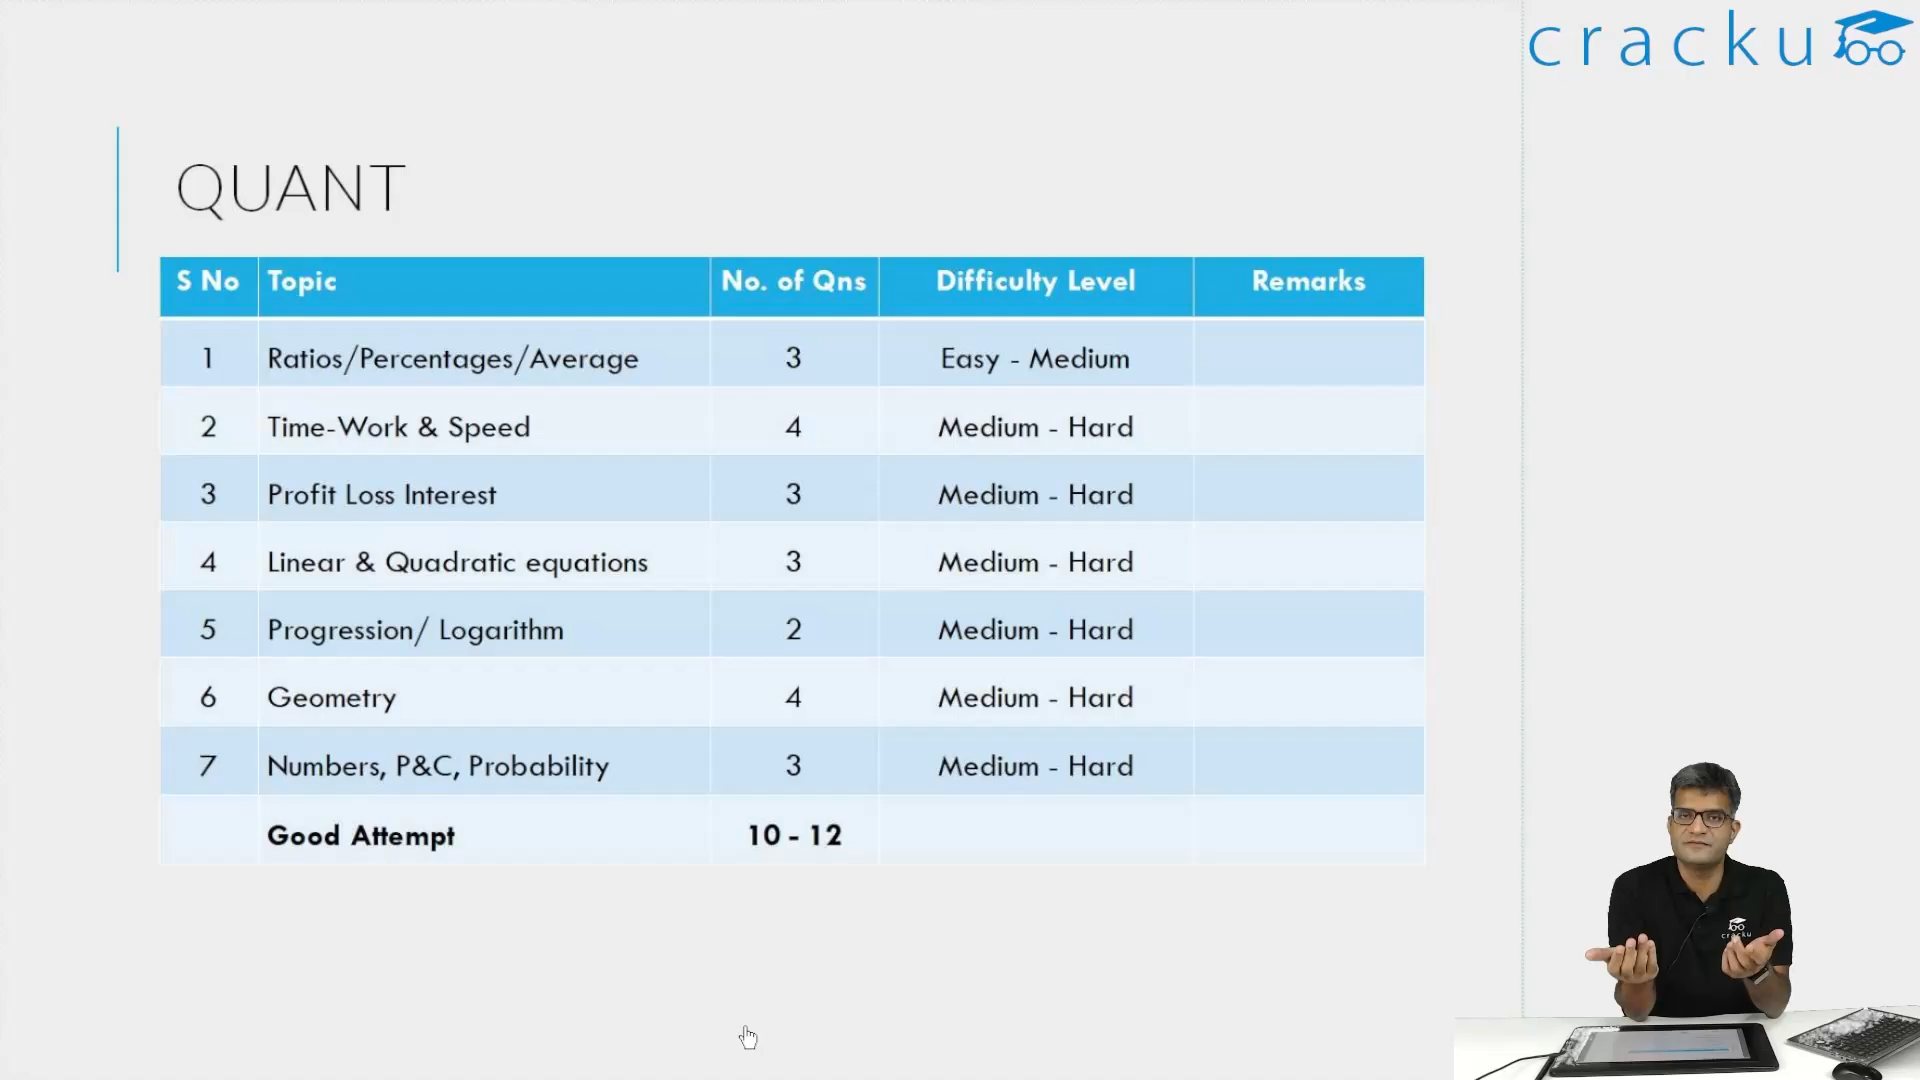 cracku
QUANT
S No Topic No. of Qns Difficulty Level Remarks
1 Ratios/Percentages/Average 3 Easy - Medium
2 Time-Work & Speed 4 Medium - Hard
3 Profit Loss Interest 3 Medium - Hard
4 Linear & Quadratic equations 3 Medium - Hard
5 Progression/ Logarithm 2 Medium - Hard
6 Geometry 4 Medium - Hard
7 Numbers, P&C, Probability 3 Medium - Hard
Good Attempt 10 - 12
cracku